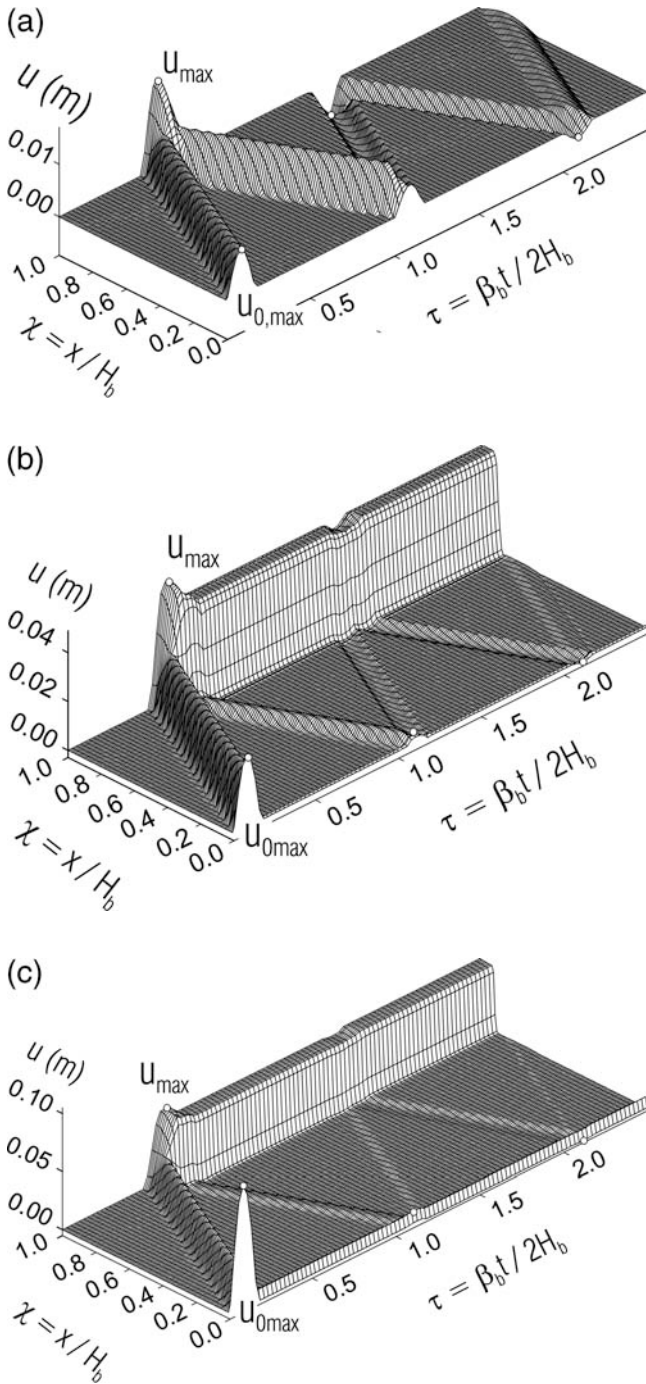 (a)
u_max
u (m)
0.01
0.00
1.0
0.8
0.6
0.4
0.2
0.0
χ = x / H_b
u_0,max
0.5
1.0
1.5
2.0
τ = β_b t / 2H_b
(b)
u_max
u (m)
0.04
0.02
0.00
1.0
0.8
0.6
0.4
0.2
0.0
χ = x / H_b
u_0max
0.5
1.0
1.5
2.0
τ = β_b t / 2H_b
(c)
u_max
u (m)
0.10
0.05
0.00
1.0
0.8
0.6
0.4
0.2
0.0
χ = x / H_b
u_0max
0.5
1.0
1.5
2.0
τ = β_b t / 2H_b